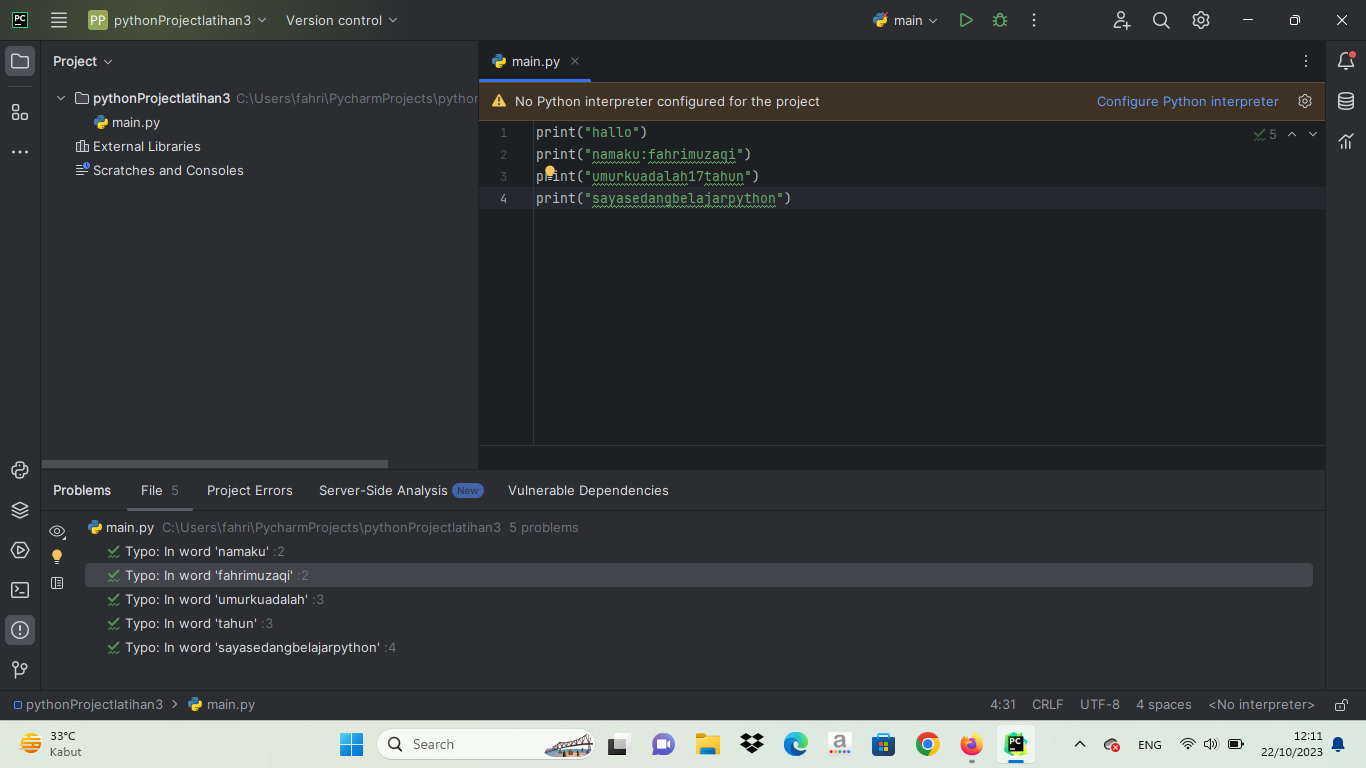 PC PP pythonProjectlatihan3 Version control main
Project
main.py
pythonProjectlatihan3 C:\Users\fahri\PycharmProjects\python
main.py
External Libraries
Scratches and Consoles
No Python interpreter configured for the project Configure Python interpreter
1 print("hallo") 5
2 print("namaku:fahrimuzaqi")
3 print("umurkuadalah17tahun")
4 print("sayasedangbelajarpython")
Problems File 5 Project Errors Server-Side Analysis New Vulnerable Dependencies
main.py C:\Users\fahri\PycharmProjects\pythonProjectlatihan3 5 problems
Typo: In word 'namaku' :2
Typo: In word 'fahrimuzaqi' :2
Typo: In word 'umurkuadalah' :3
Typo: In word 'tahun' :3
Typo: In word 'sayasedangbelajarpython' :4
pythonProjectlatihan3 > main.py 4:31 CRLF UTF-8 4 spaces <No interpreter>
33°C
Kabut
Search
a
PC
ENG
12:11
22/10/2023